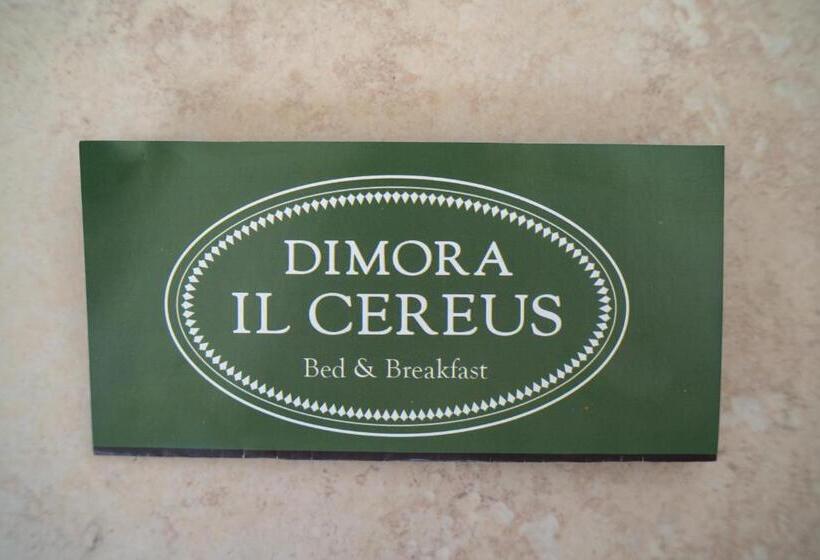 DIMORA
IL CEREUS
Bed & Breakfast